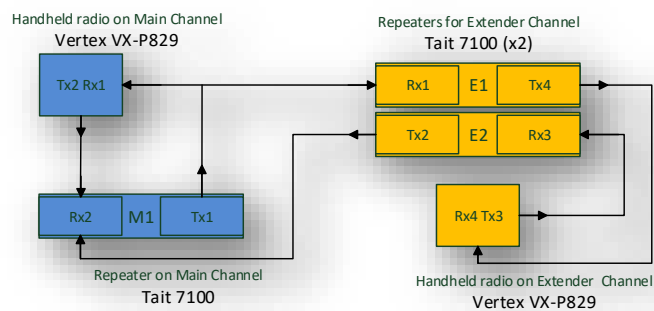 Handheld radio on Main Channel
Vertex VX-P829
Tx2 Rx1
Rx2 M1 Tx1
Repeater on Main Channel
Tait 7100
Repeaters for Extender Channel
Tait 7100 (x2)
Rx1 E1 Tx4
Tx2 E2 Rx3
Rx4 Tx3
Handheld radio on Extender Channel
Vertex VX-P829